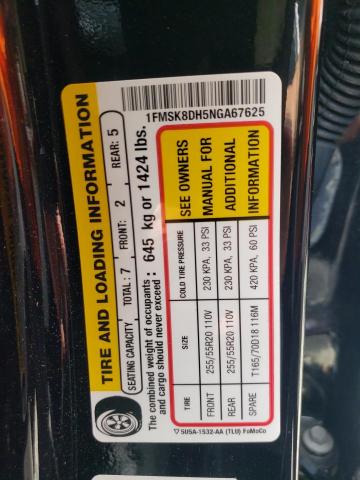 1FMSK8DH5NGA67625
TIRE AND LOADING INFORMATION
SEATING CAPACITY TOTAL: 7 FRONT: 2 REAR: 5
The combined weight of occupants
and cargo should never exceed: 645 kg or 1424 lbs.
TIRE SIZE COLD TIRE PRESSURE SEE OWNERS
FRONT 255/55R20 110V 230 KPA, 33 PSI MANUAL FOR
REAR 255/55R20 110V 230 KPA, 33 PSI ADDITIONAL
SPARE T165/70D18 116M 420 KPA, 60 PSI INFORMATION
5U5A-1532-AA (TLU) FoMoCo